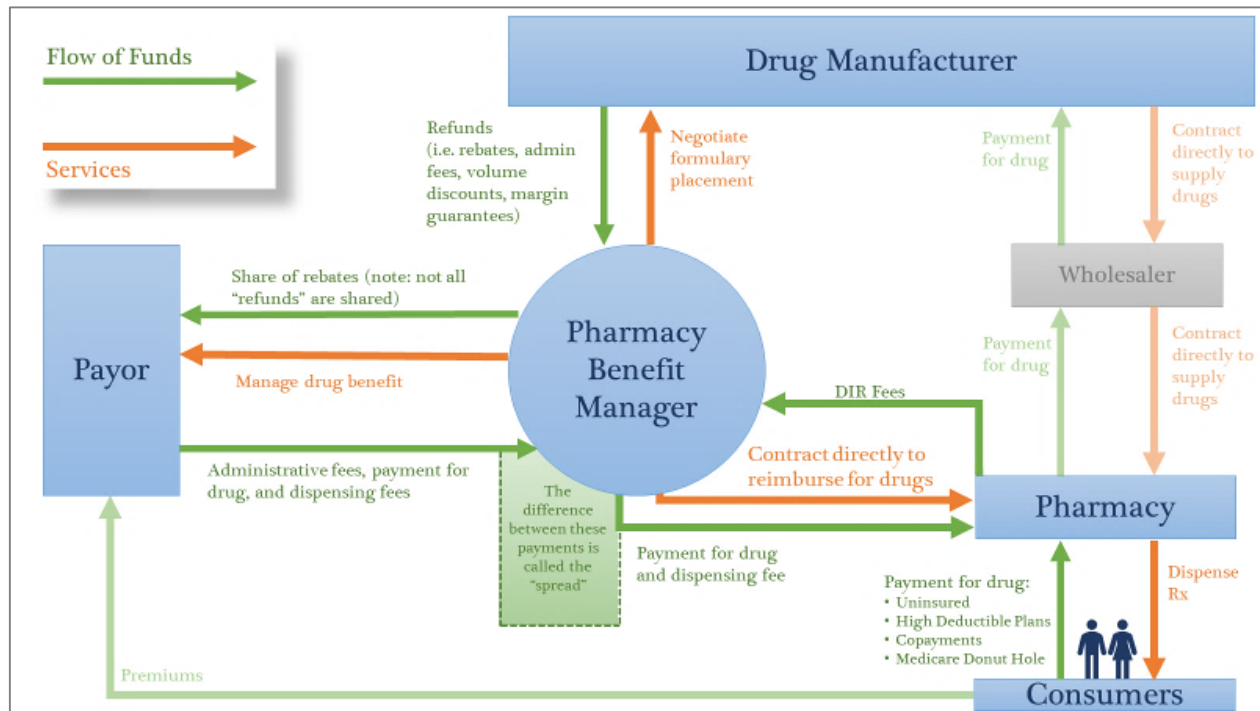 Flow of Funds
Services
Drug Manufacturer
Refunds
(i.e. rebates, admin
fees, volume
discounts, margin
guarantees)
Negotiate
formulary
placement
Payment
for drug
Contract
directly to
supply
drugs
Wholesaler
Payment
for drug
Contract
directly to
supply
drugs
Payor
Share of rebates (note: not all
"refunds" are shared)
Manage drug benefit
Administrative fees, payment for
drug, and dispensing fees
Pharmacy
Benefit
Manager
The
difference
between these
payments is
called the
"spread"
DIR Fees
Contract directly to
reimburse for drugs
Payment for drug
and dispensing fee
Pharmacy
Payment for drug:
• Uninsured
• High Deductible Plans
• Copayments
• Medicare Donut Hole
Dispense
Rx
Premiums
Consumers